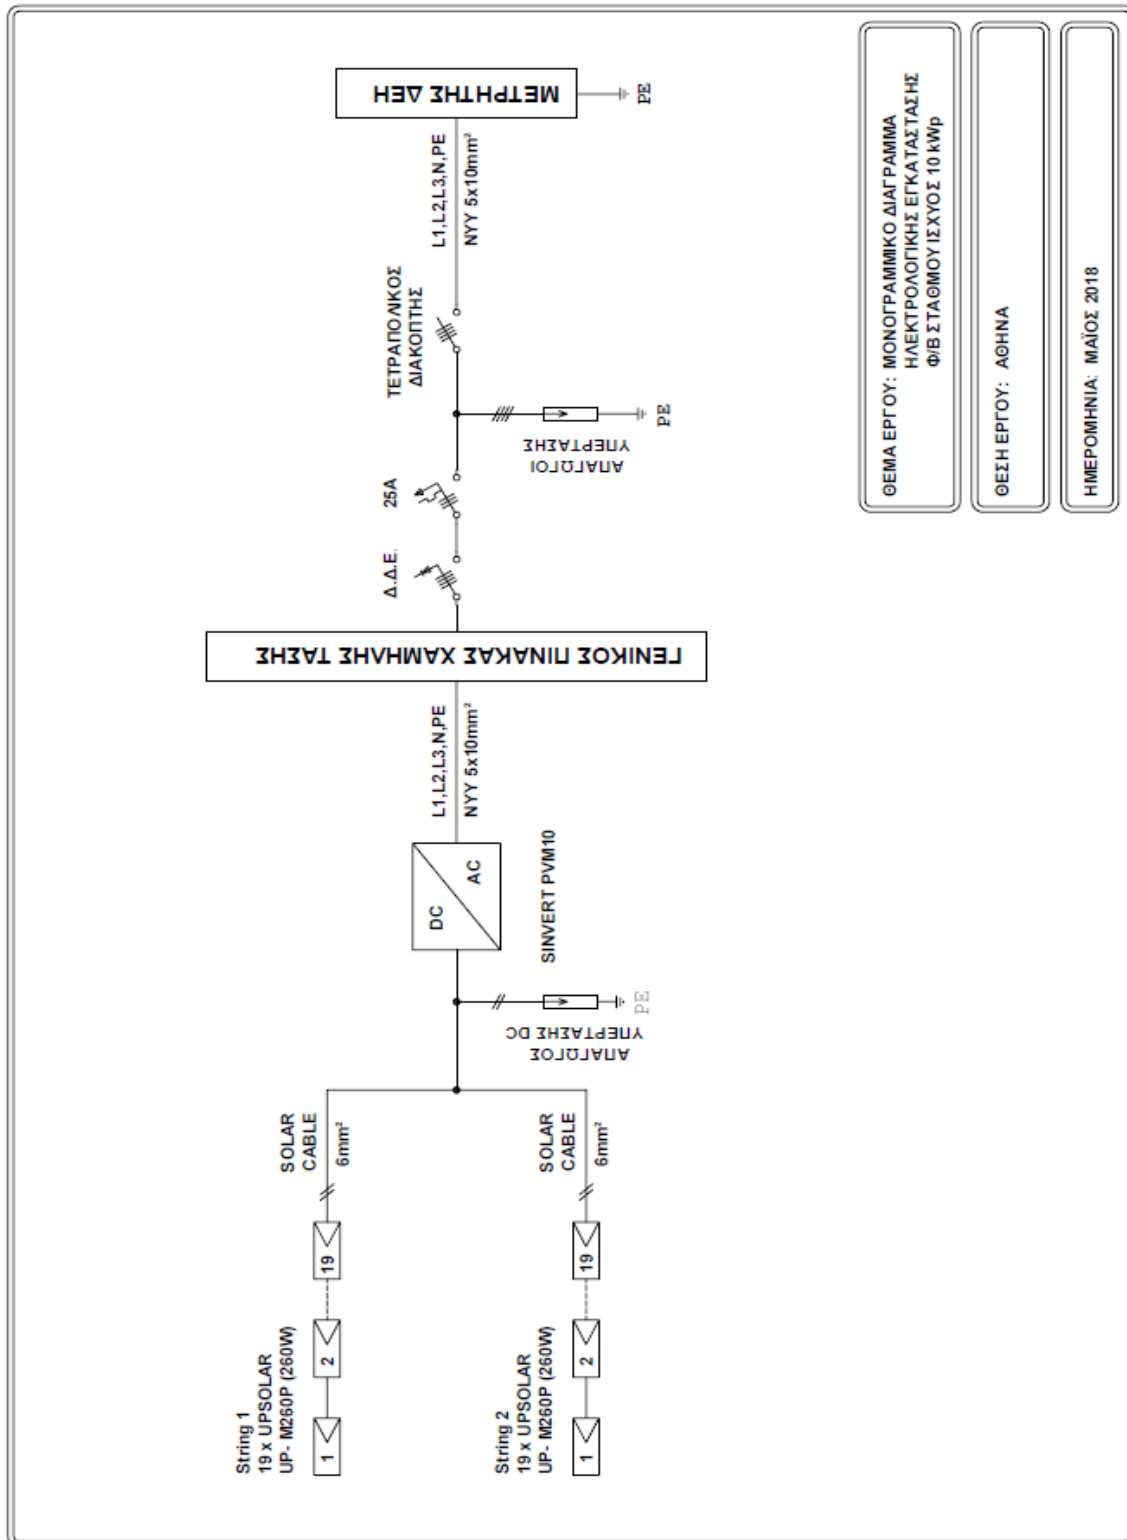 ΜΕΤΡΗΤΗΣ ΔΕΗ
PE
L1,L2,L3,N,PE
NYY 5x10mm²
ΤΕΤΡΑΠΟΛΙΚΟΣ
ΔΙΑΚΟΠΤΗΣ
ΑΠΑΓΩΓΟΙ
ΥΠΕΡΤΑΣΗΣ
PE
25A
Δ.Δ.Ε.
ΓΕΝΙΚΟΣ ΠΙΝΑΚΑΣ ΧΑΜΗΛΗΣ ΤΑΣΗΣ
L1,L2,L3,N,PE
NYY 5x10mm²
DC
AC
SINVERT PVM10
ΑΠΑΓΩΓΟΣ
ΥΠΕΡΤΑΣΗΣ DC
PE
SOLAR
CABLE
6mm²
SOLAR
CABLE
6mm²
String 1
19 x UPSOLAR
UP- M260P (260W)
1
2
19
String 2
19 x UPSOLAR
UP- M260P (260W)
1
2
19
ΘΕΜΑ ΕΡΓΟΥ: ΜΟΝΟΓΡΑΜΜΙΚΟ ΔΙΑΓΡΑΜΜΑ
ΗΛΕΚΤΡΟΛΟΓΙΚΗΣ ΕΓΚΑΤΑΣΤΑΣΗΣ
Φ/Β ΣΤΑΘΜΟΥ ΙΣΧΥΟΣ 10 kWp
ΘΕΣΗ ΕΡΓΟΥ: ΑΘΗΝΑ
ΗΜΕΡΟΜΗΝΙΑ: ΜΑΪΟΣ 2018